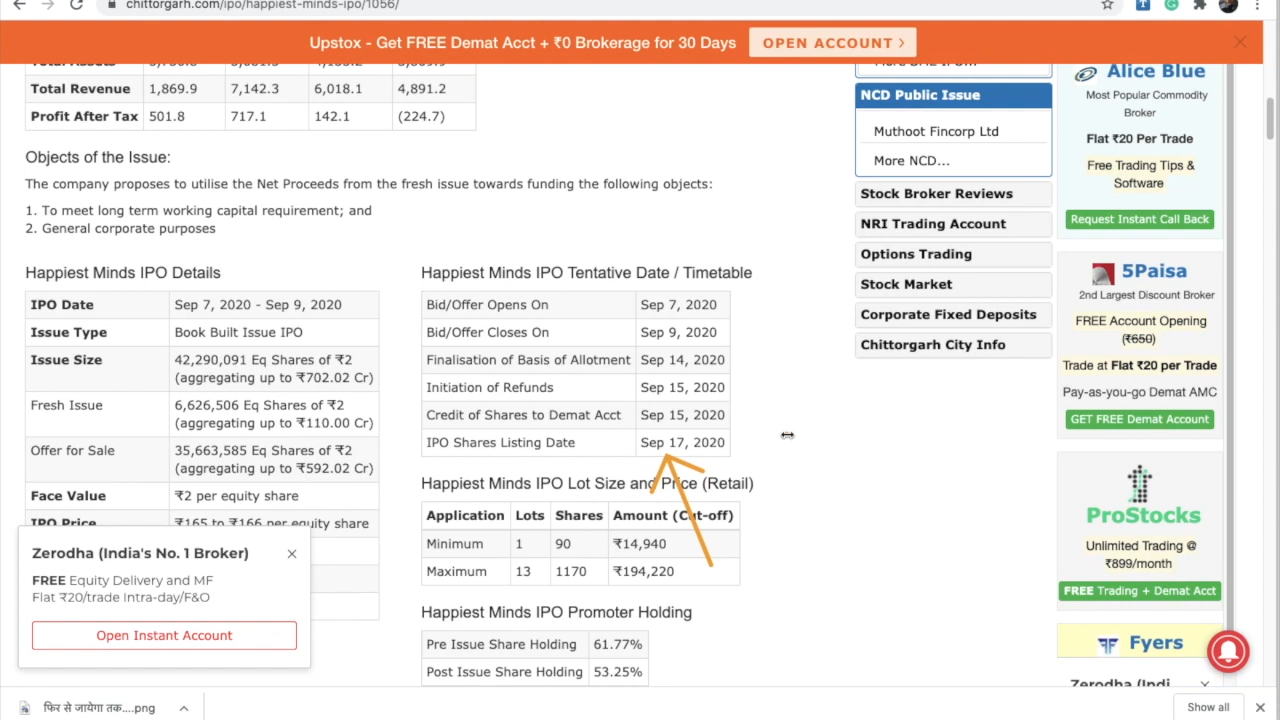 chittorgarh.com/ipo/happiest-minds-ipo/1056/
Upstox - Get FREE Demat Acct + ₹0 Brokerage for 30 Days
OPEN ACCOUNT
Total Revenue 1,869.9 7,142.3 6,018.1 4,891.2
Profit After Tax 501.8 717.1 142.1 (224.7)
Objects of the Issue:
The company proposes to utilise the Net Proceeds from the fresh issue towards funding the following objects:
1. To meet long term working capital requirement; and
2. General corporate purposes
Happiest Minds IPO Details
IPO Date Sep 7, 2020 - Sep 9, 2020
Issue Type Book Built Issue IPO
Issue Size 42,290,091 Eq Shares of ₹2
(aggregating up to ₹702.02 Cr)
Fresh Issue 6,626,506 Eq Shares of ₹2
(aggregating up to ₹110.00 Cr)
Offer for Sale 35,663,585 Eq Shares of ₹2
(aggregating up to ₹592.02 Cr)
Face Value ₹2 per equity share
IPO Price ₹165 to ₹166 per equity share
Zerodha (India's No. 1 Broker)
FREE Equity Delivery and MF
Flat ₹20/trade Intra-day/F&O
Open Instant Account
Happiest Minds IPO Tentative Date / Timetable
Bid/Offer Opens On Sep 7, 2020
Bid/Offer Closes On Sep 9, 2020
Finalisation of Basis of Allotment Sep 14, 2020
Initiation of Refunds Sep 15, 2020
Credit of Shares to Demat Acct Sep 15, 2020
IPO Shares Listing Date Sep 17, 2020
Happiest Minds IPO Lot Size and Price (Retail)
Application Lots Shares Amount (Cut-off)
Minimum 1 90 ₹14,940
Maximum 13 1170 ₹194,220
Happiest Minds IPO Promoter Holding
Pre Issue Share Holding 61.77%
Post Issue Share Holding 53.25%
NCD Public Issue
Muthoot Fincorp Ltd
More NCD...
Stock Broker Reviews
NRI Trading Account
Options Trading
Stock Market
Corporate Fixed Deposits
Chittorgarh City Info
Alice Blue
Most Popular Commodity
Broker
Flat ₹20 Per Trade
Free Trading Tips &
Software
Request Instant Call Back
5Paisa
2nd Largest Discount Broker
FREE Account Opening
(₹650)
Trade at Flat ₹20 per Trade
Pay-as-you-go Demat AMC
GET FREE Demat Account
ProStocks
Unlimited Trading @
₹899/month
FREE Trading + Demat Acct
Fyers
Zerodha (Indi
फिर से जायेगा तक....png
Show all